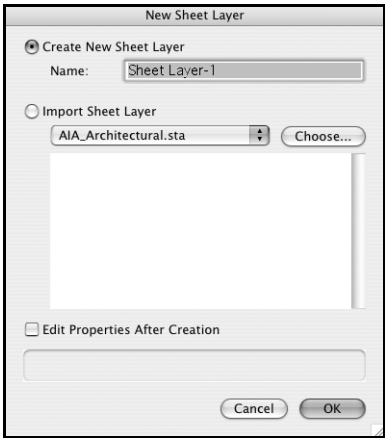 New Sheet Layer
Create New Sheet Layer
Name: Sheet Layer-1
Import Sheet Layer
AIA_Architectural.sta Choose...
Edit Properties After Creation
Cancel OK